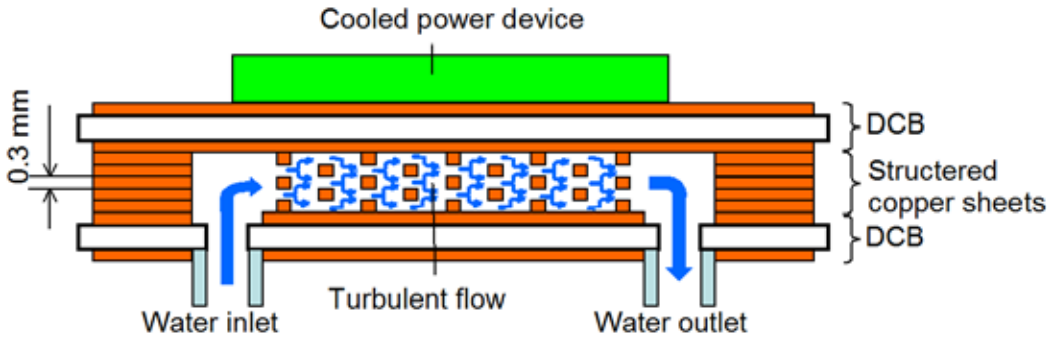 Cooled power device
0.3 mm
DCB
Structered
copper sheets
DCB
Turbulent flow
Water inlet
Water outlet